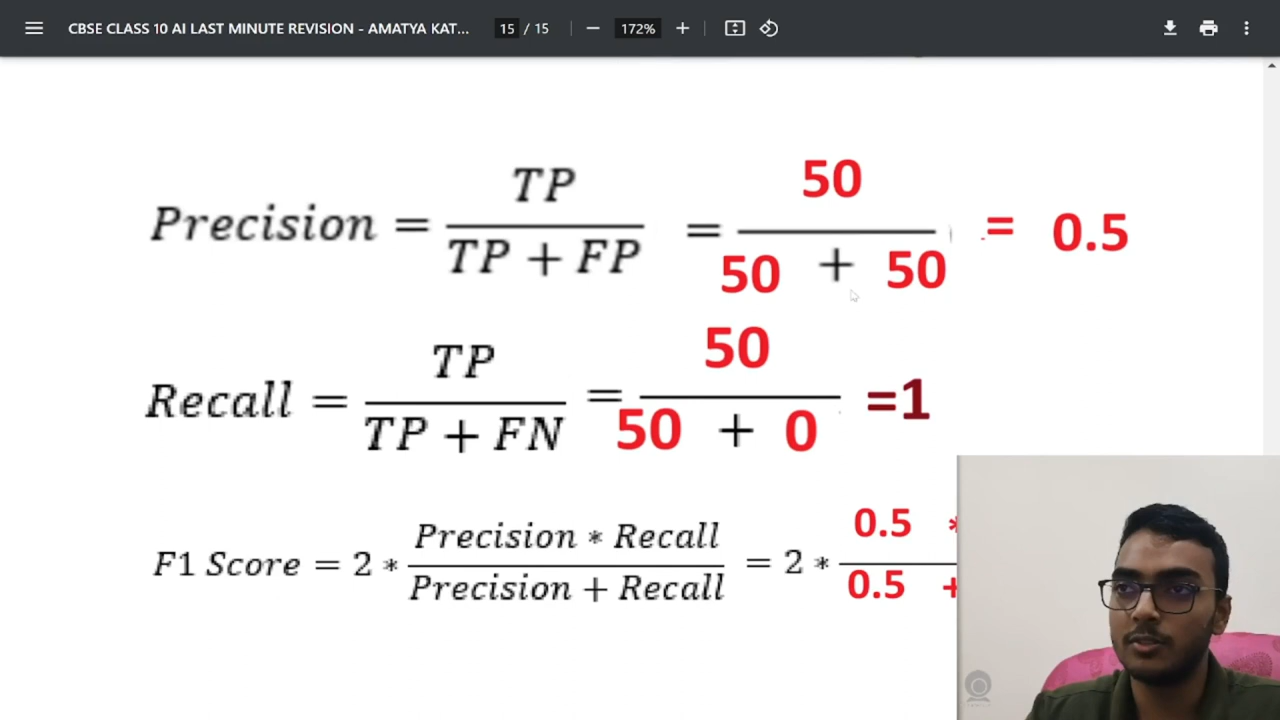 CBSE CLASS 10 AI LAST MINUTE REVISION - AMATYA KAT... 15 / 15 172%
Precision = TP / TP + FP = 50 / 50 + 50 = 0.5
Recall = TP / TP + FN = 50 / 50 + 0 =1
F1 Score = 2 * Precision * Recall / Precision + Recall = 2 * 0.5 * / 0.5 +